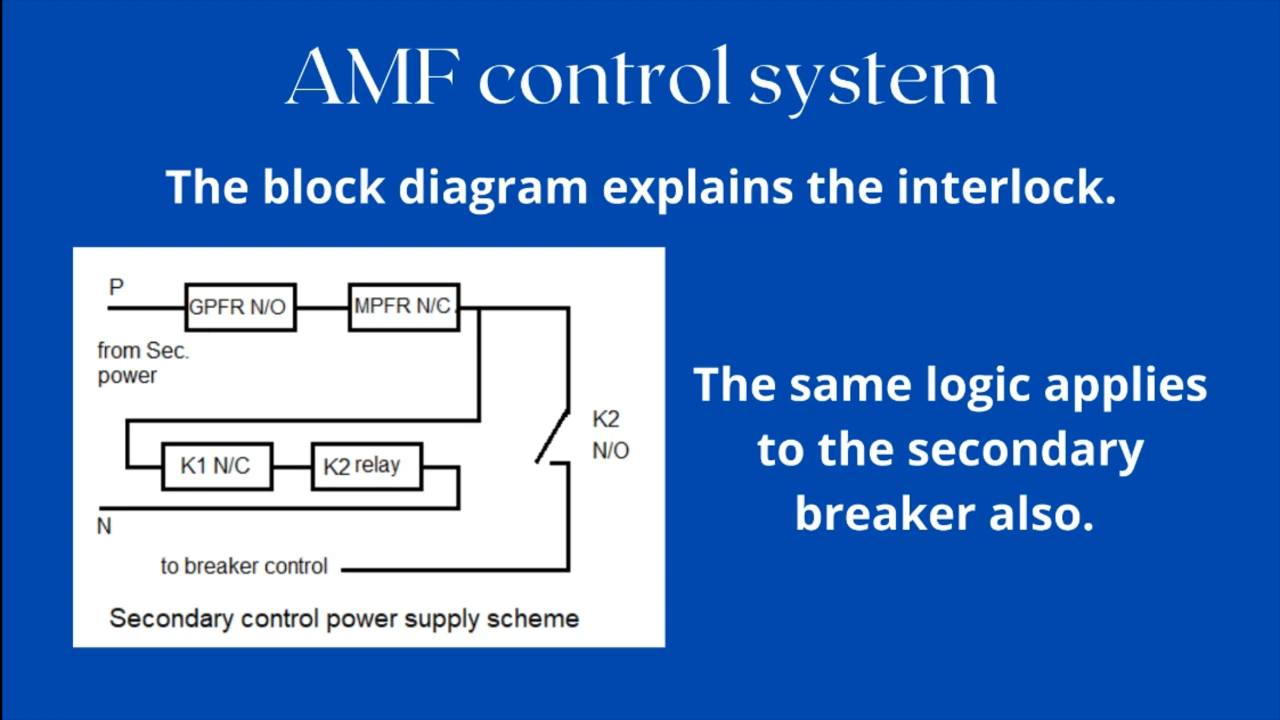 AMF control system
The block diagram explains the interlock.
P
GPFR N/O
MPFR N/C
from Sec.
power
K2
N/O
K1 N/C
K2 relay
N
to breaker control
Secondary control power supply scheme
The same logic applies
to the secondary
breaker also.